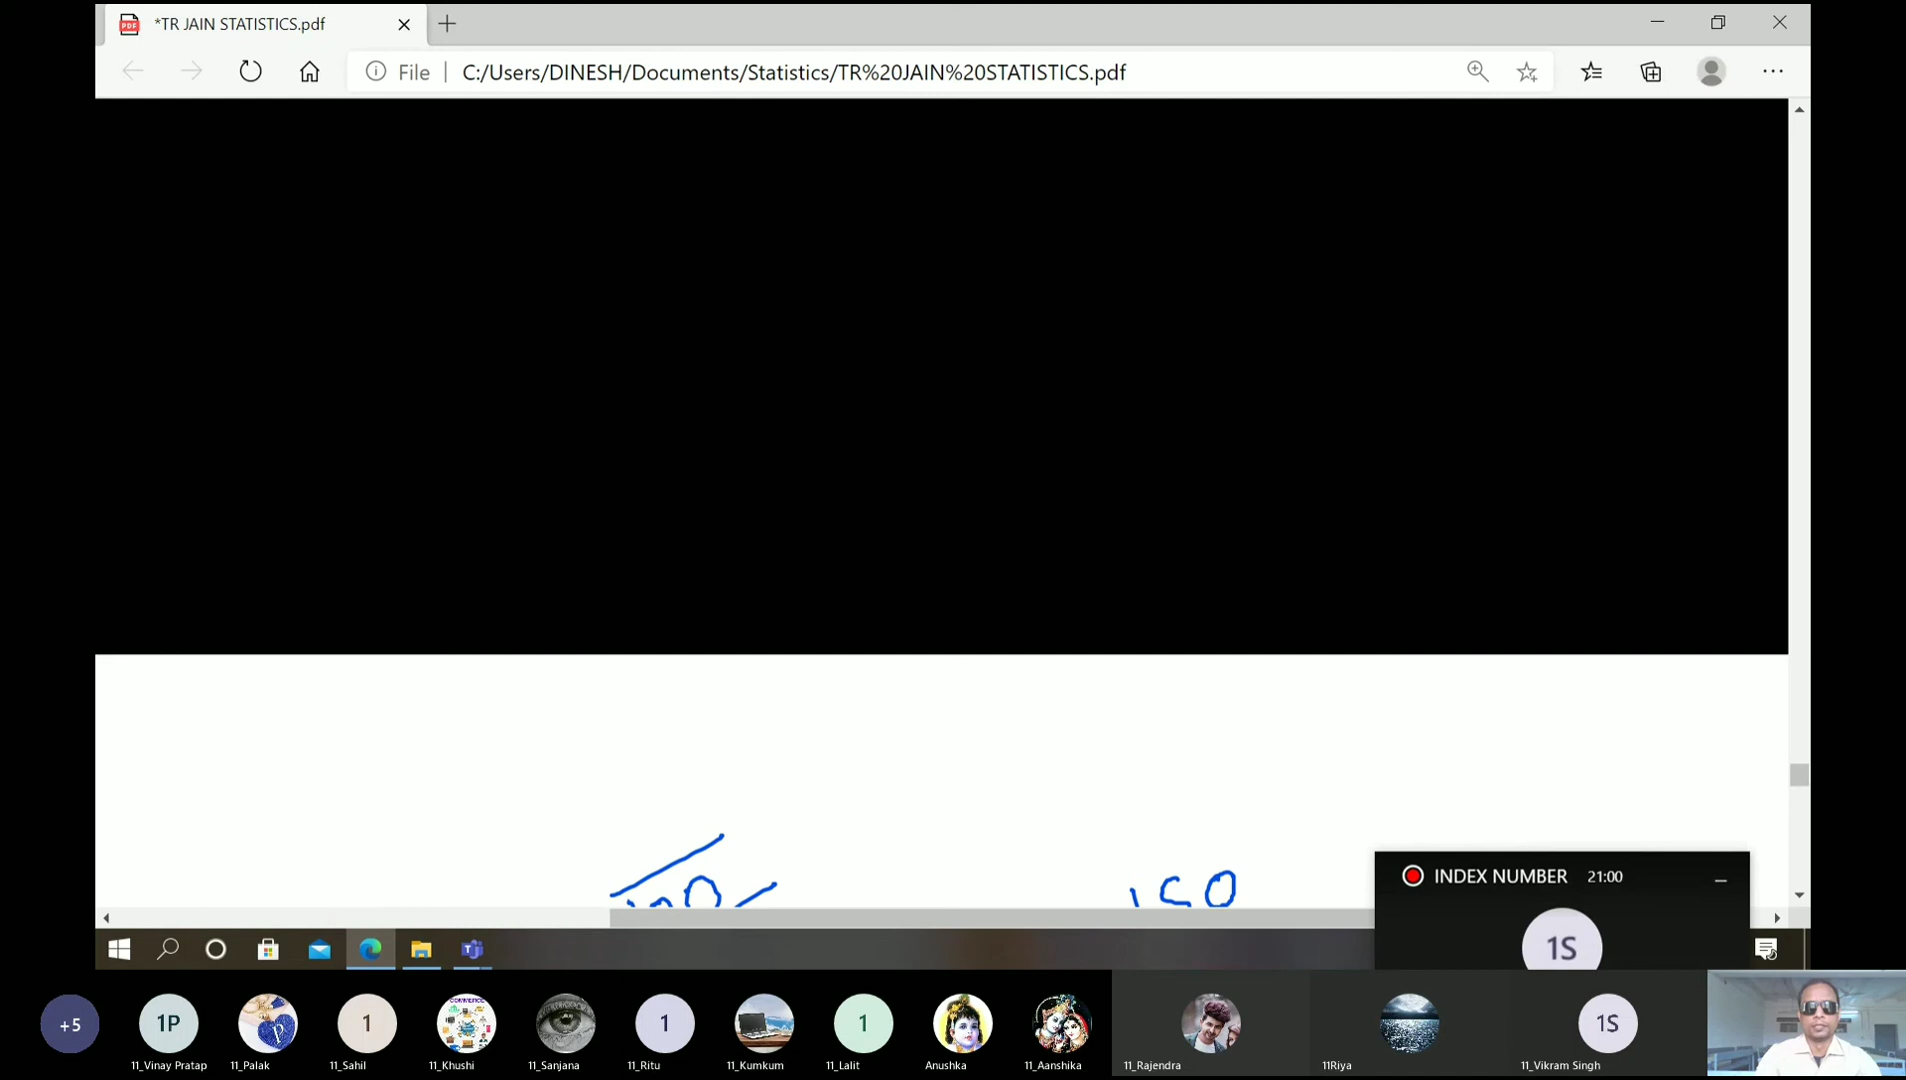 *TR JAIN STATISTICS.pdf
File
C:/Users/DINESH/Documents/Statistics/TR%20JAIN%20STATISTICS.pdf
100
150
INDEX NUMBER 21:00
1S
+5
1P
1
1
1
1S
11_Vinay Pratap
11_Palak
11_Sahil
11_Khushi
11_Sanjana
11_Ritu
11_Kumkum
11_Lalit
Anushka
11_Aanshika
11_Rajendra
11Riya
11_Vikram Singh